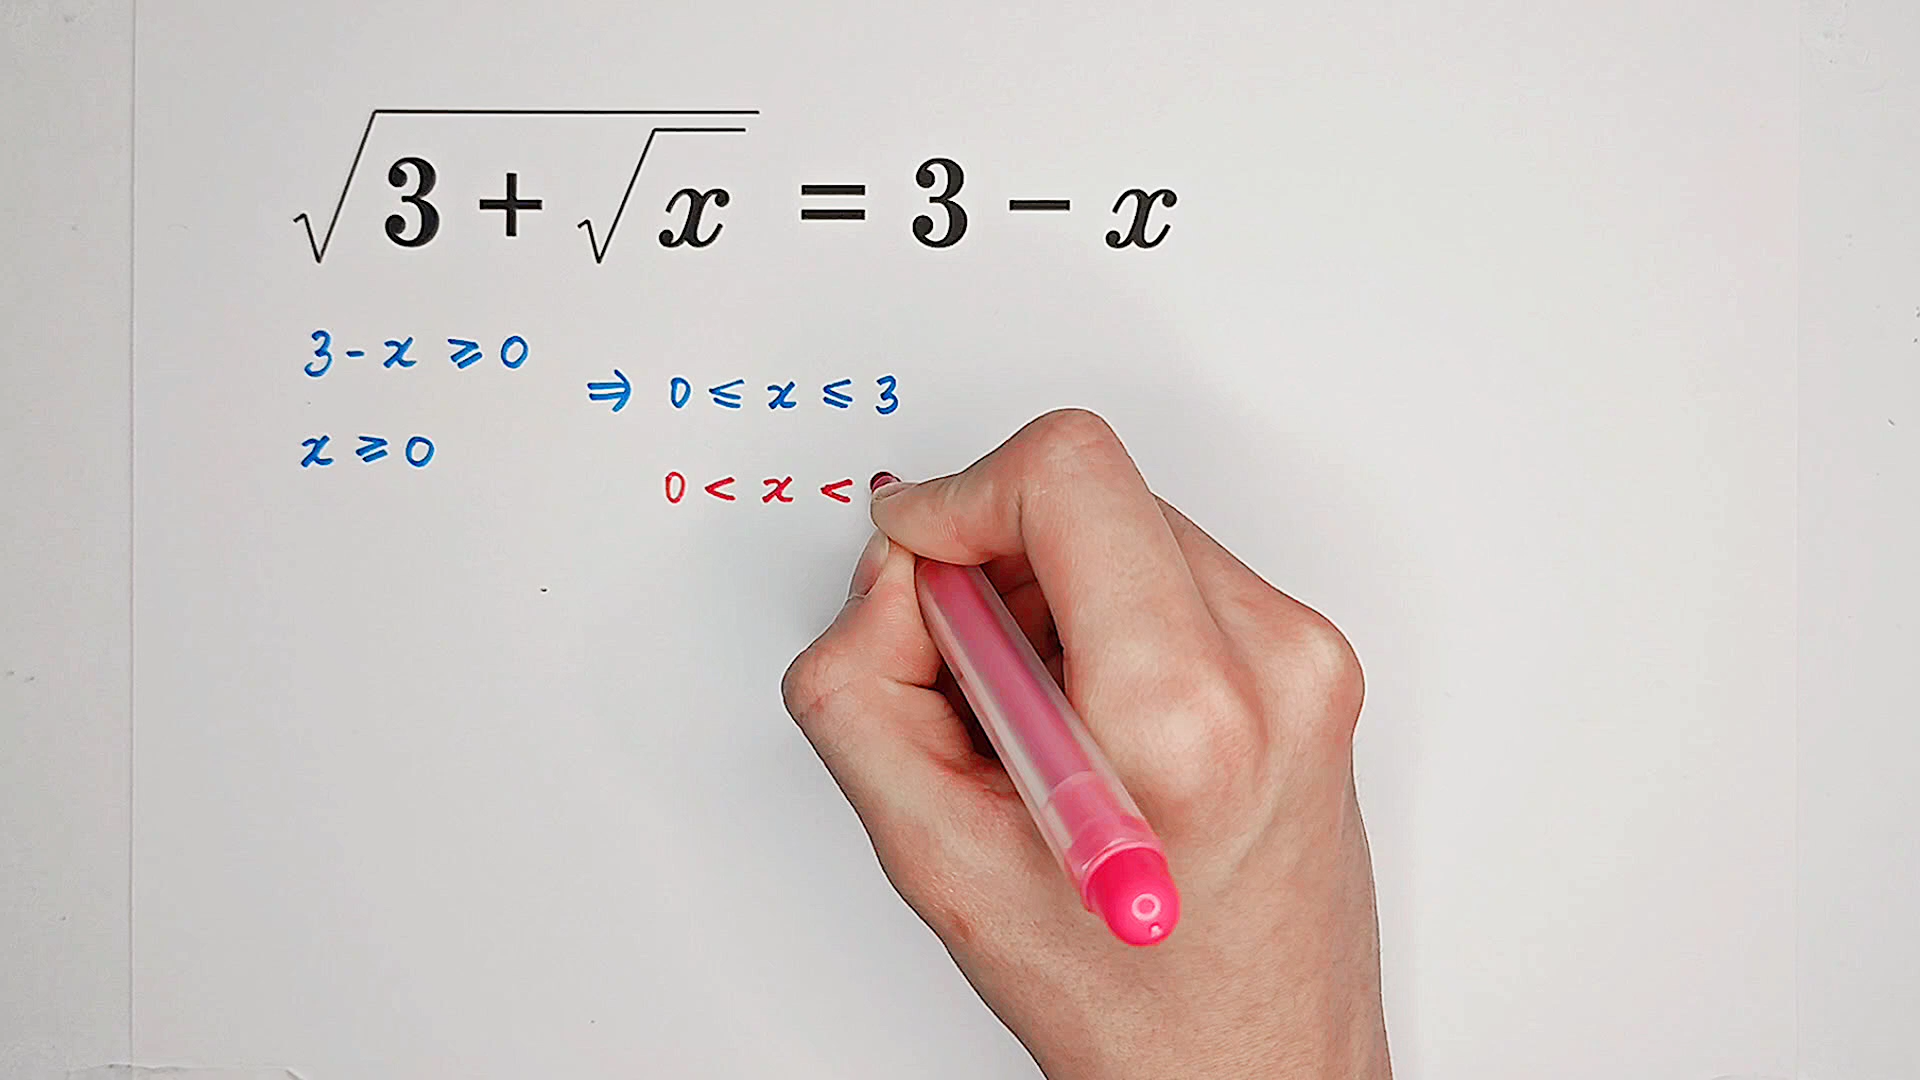 √(3 + √x) = 3 − x
3 - x ≥ 0
⇒ 0 ≤ x ≤ 3
x ≥ 0
0 < x <